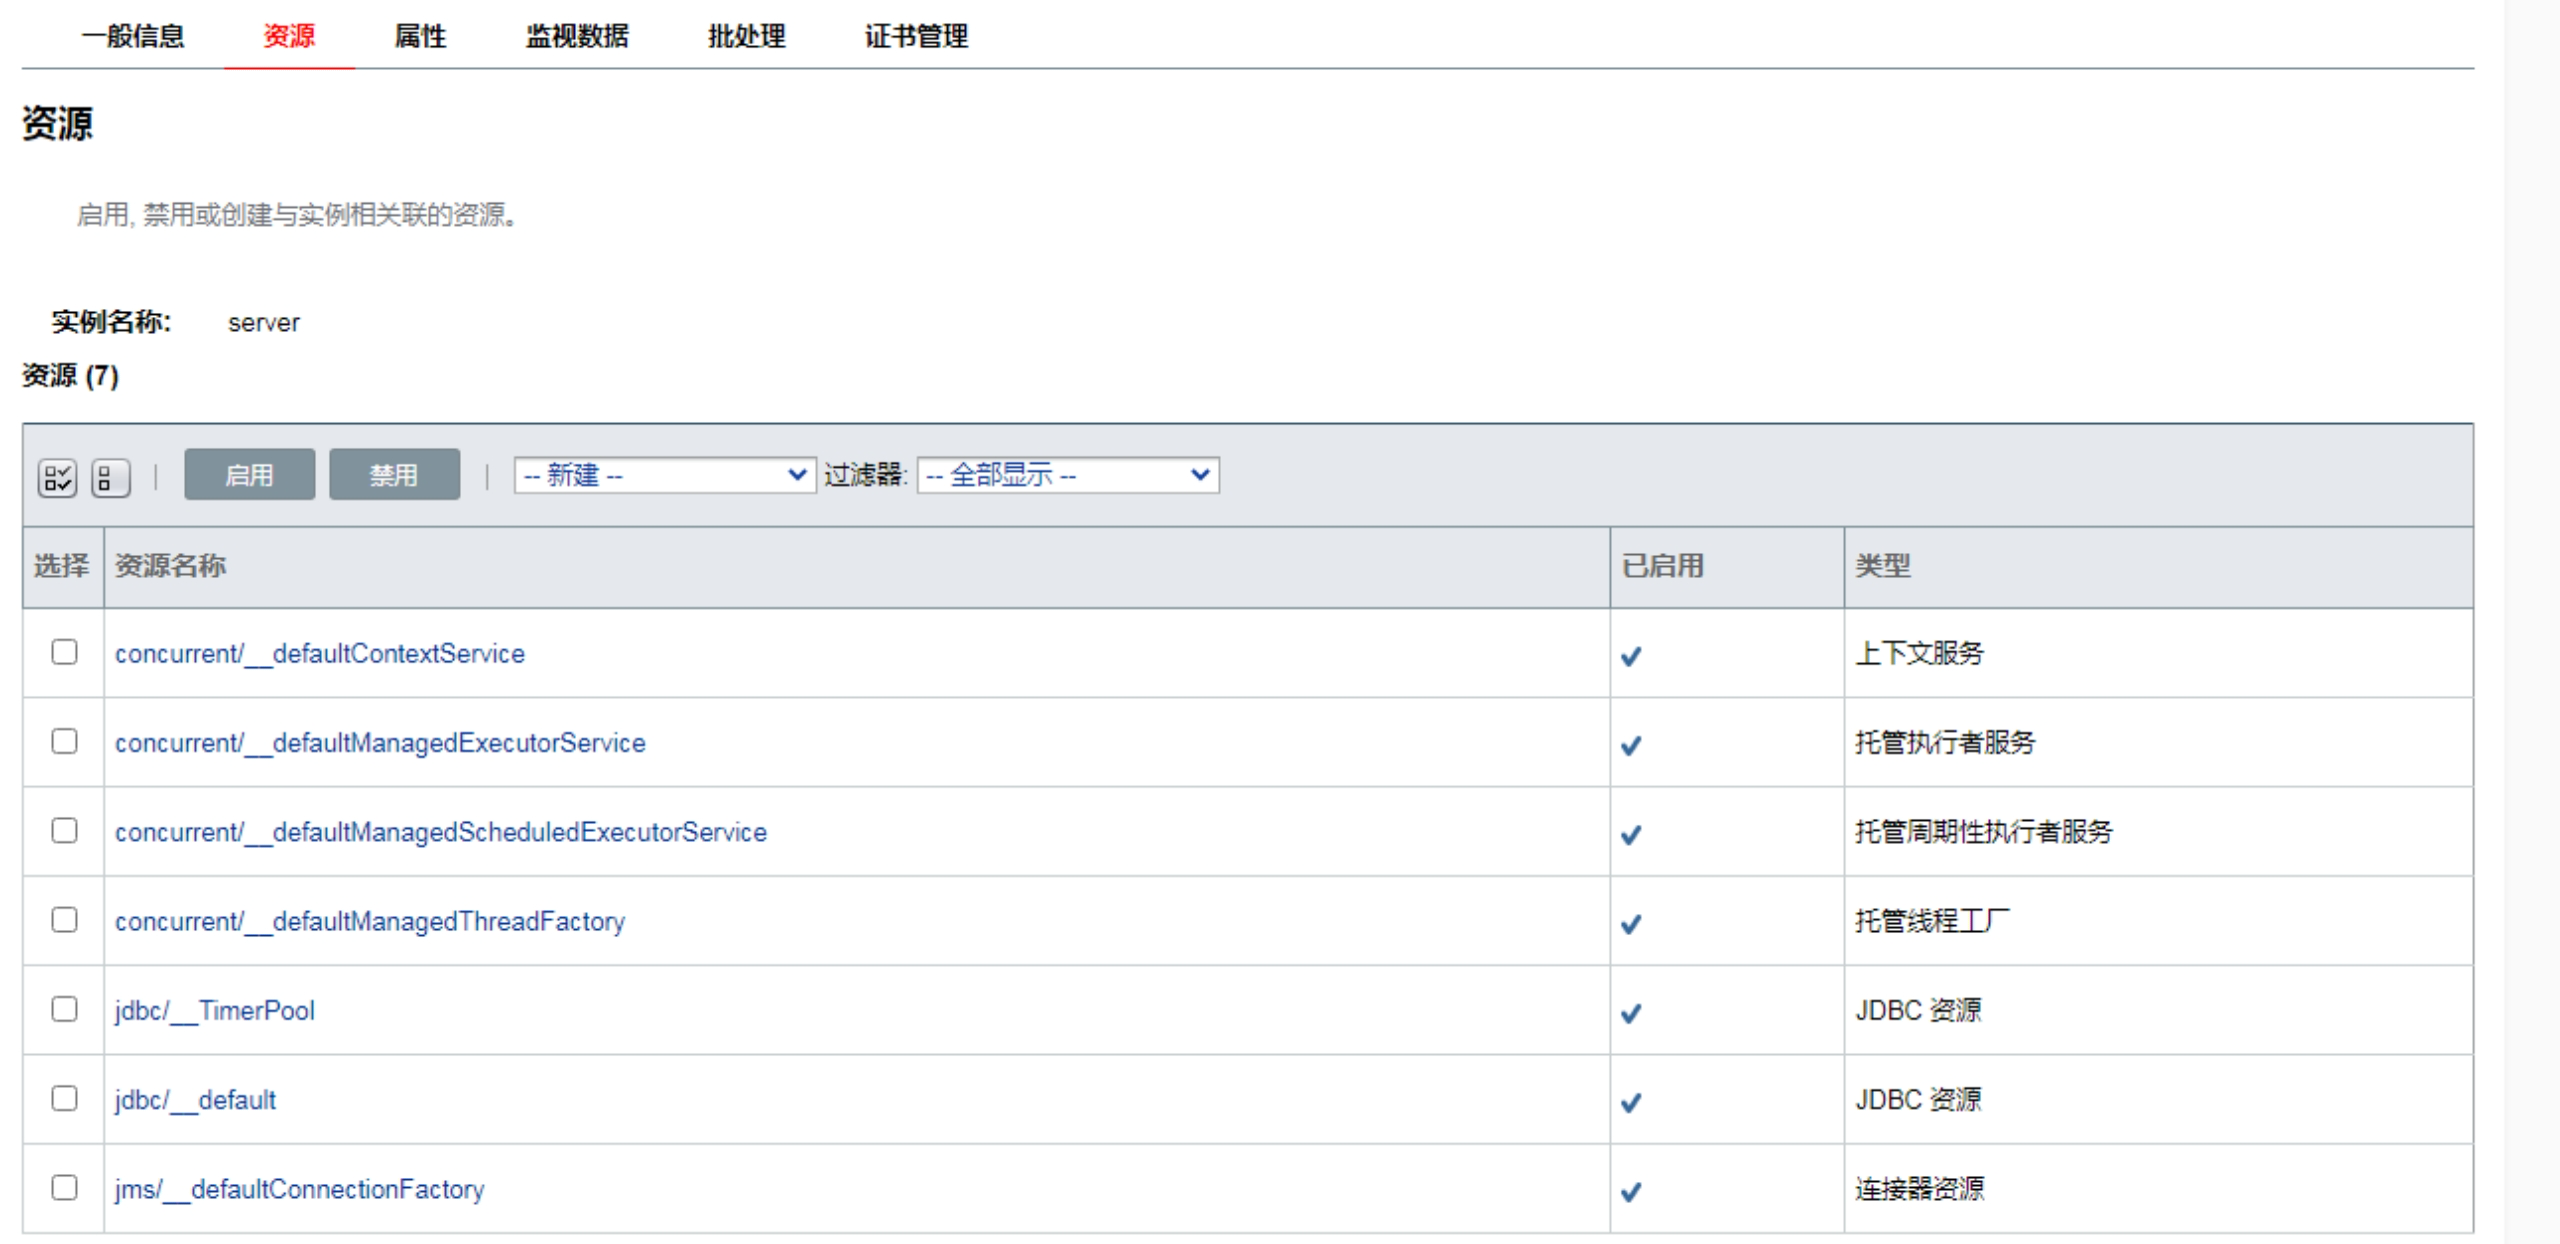 一般信息 资源 属性 监视数据 批处理 证书管理
资源
启用, 禁用或创建与实例相关联的资源。
实例名称: server
资源 (7)
启用 禁用 -- 新建 -- 过滤器: -- 全部显示 --
选择 资源名称 已启用 类型
concurrent/__defaultContextService 上下文服务
concurrent/__defaultManagedExecutorService 托管执行者服务
concurrent/__defaultManagedScheduledExecutorService 托管周期性执行者服务
concurrent/__defaultManagedThreadFactory 托管线程工厂
jdbc/__TimerPool JDBC 资源
jdbc/__default JDBC 资源
jms/__defaultConnectionFactory 连接器资源